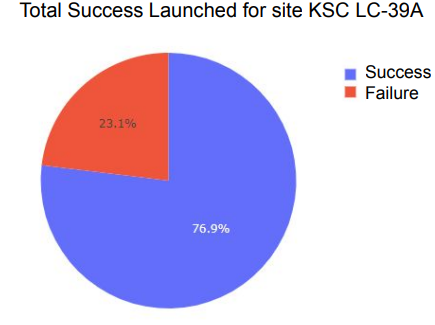 Total Success Launched for site KSC LC-39A
Success
Failure
23.1%
76.9%